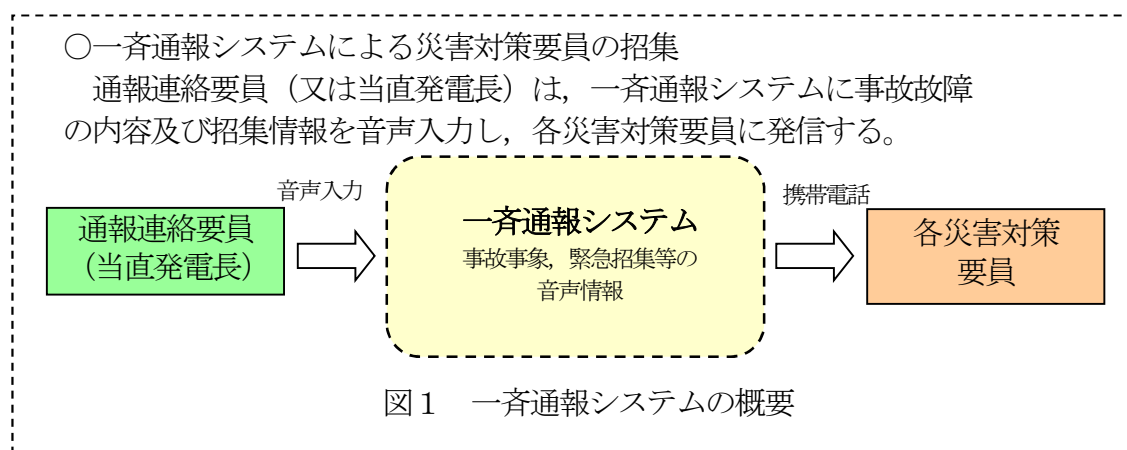 ○一斉通報システムによる災害対策要員の招集
通報連絡要員（又は当直発電長）は，一斉通報システムに事故故障
の内容及び招集情報を音声入力し，各災害対策要員に発信する。
音声入力
携帯電話
通報連絡要員
（当直発電長）
一斉通報システム
事故事象，緊急招集等の
音声情報
各災害対策
要員
図１　一斉通報システムの概要